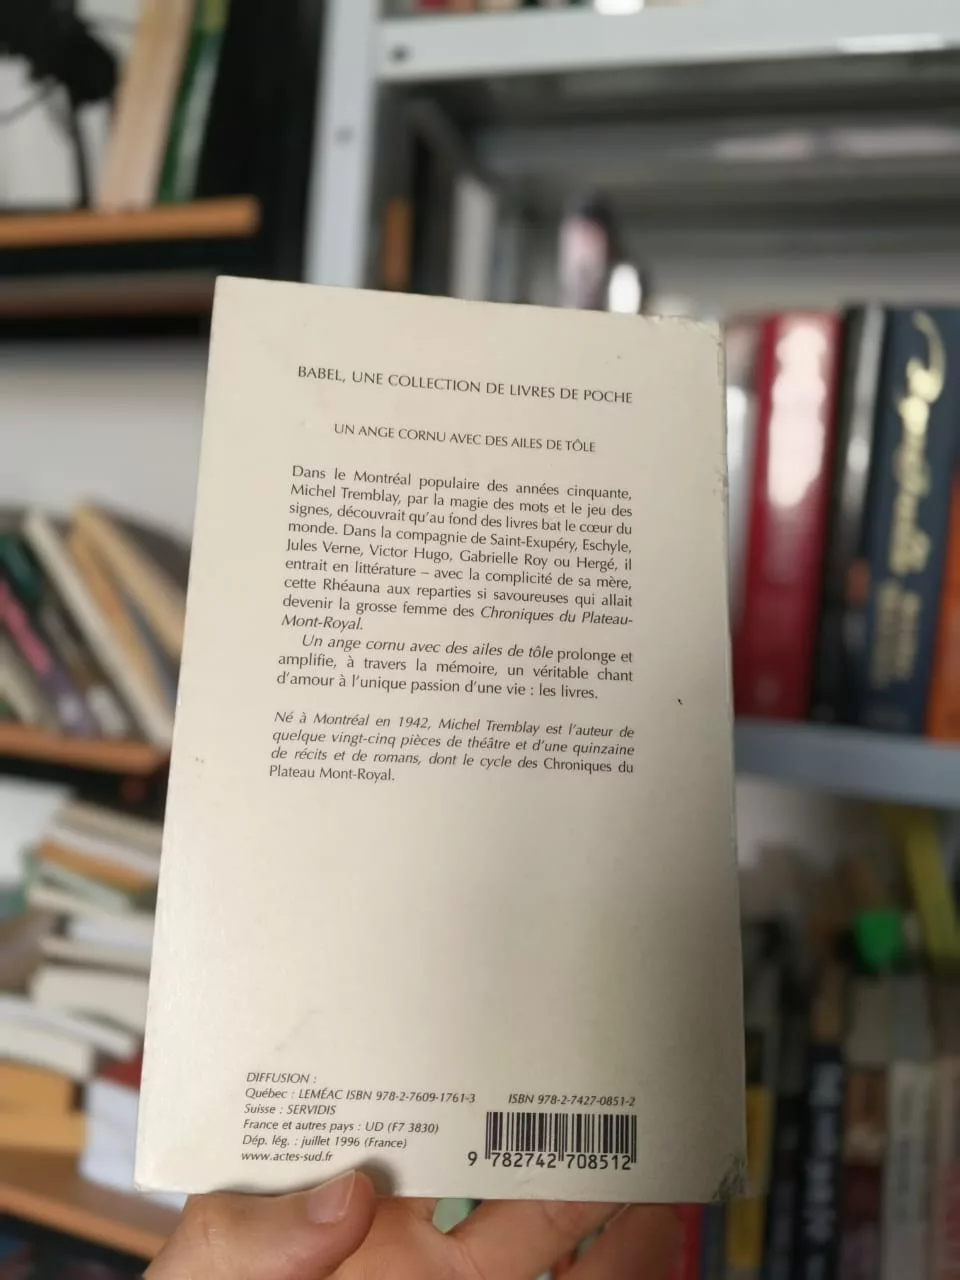 BABEL, UNE COLLECTION DE LIVRES DE POCHE
UN ANGE CORNU AVEC DES AILES DE TÔLE
Dans le Montréal populaire des années cinquante,
Michel Tremblay, par la magie des mots et le jeu des
signes, découvrait qu'au fond des livres bat le cœur du
monde. Dans la compagnie de Saint-Exupéry, Eschyle,
Jules Verne, Victor Hugo, Gabrielle Roy ou Hergé, il
entrait en littérature – avec la complicité de sa mère,
cette Rhéauna aux reparties si savoureuses qui allait
devenir la grosse femme des Chroniques du Plateau-
Mont-Royal.
Un ange cornu avec des ailes de tôle prolonge et
amplifie, à travers la mémoire, un véritable chant
d'amour à l'unique passion d'une vie : les livres.
Né à Montréal en 1942, Michel Tremblay est l'auteur de
quelque vingt-cinq pièces de théâtre et d'une quinzaine
de récits et de romans, dont le cycle des Chroniques du
Plateau Mont-Royal.
DIFFUSION :
Québec : LEMÉAC ISBN 978-2-7609-1761-3
Suisse : SERVIDIS
France et autres pays : UD (F7 3830)
Dép. lég. : juillet 1996 (France)
www.actes-sud.fr
ISBN 978-2-7427-0851-2
9 782742 708512